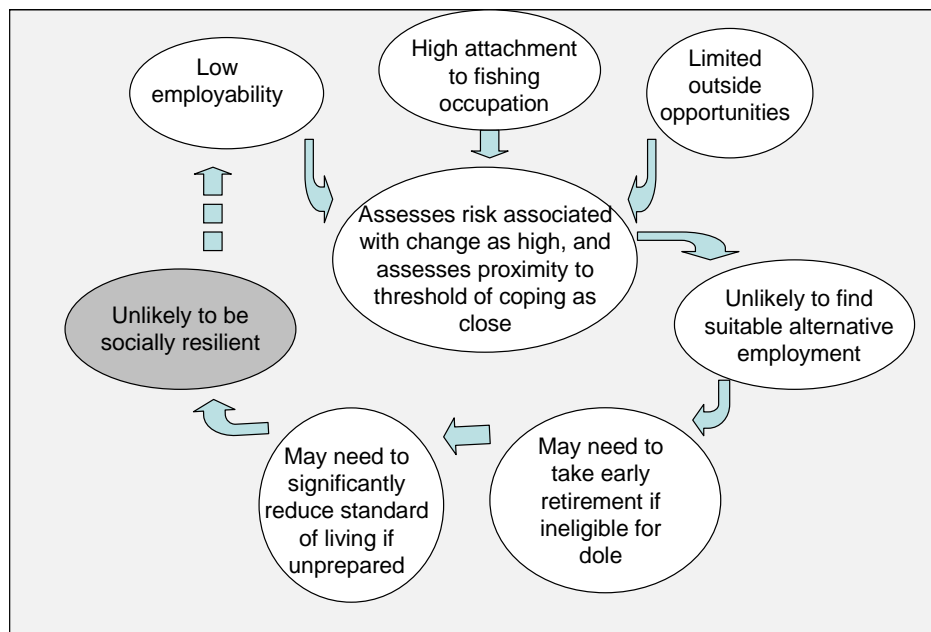 Low
employability
High attachment
to fishing
occupation
Limited
outside
opportunities
Assesses risk associated
with change as high, and
assesses proximity to
threshold of coping as
close
Unlikely to find
suitable alternative
employment
May need to
take early
retirement if
ineligible for
dole
May need to
significantly
reduce standard
of living if
unprepared
Unlikely to be
socially resilient